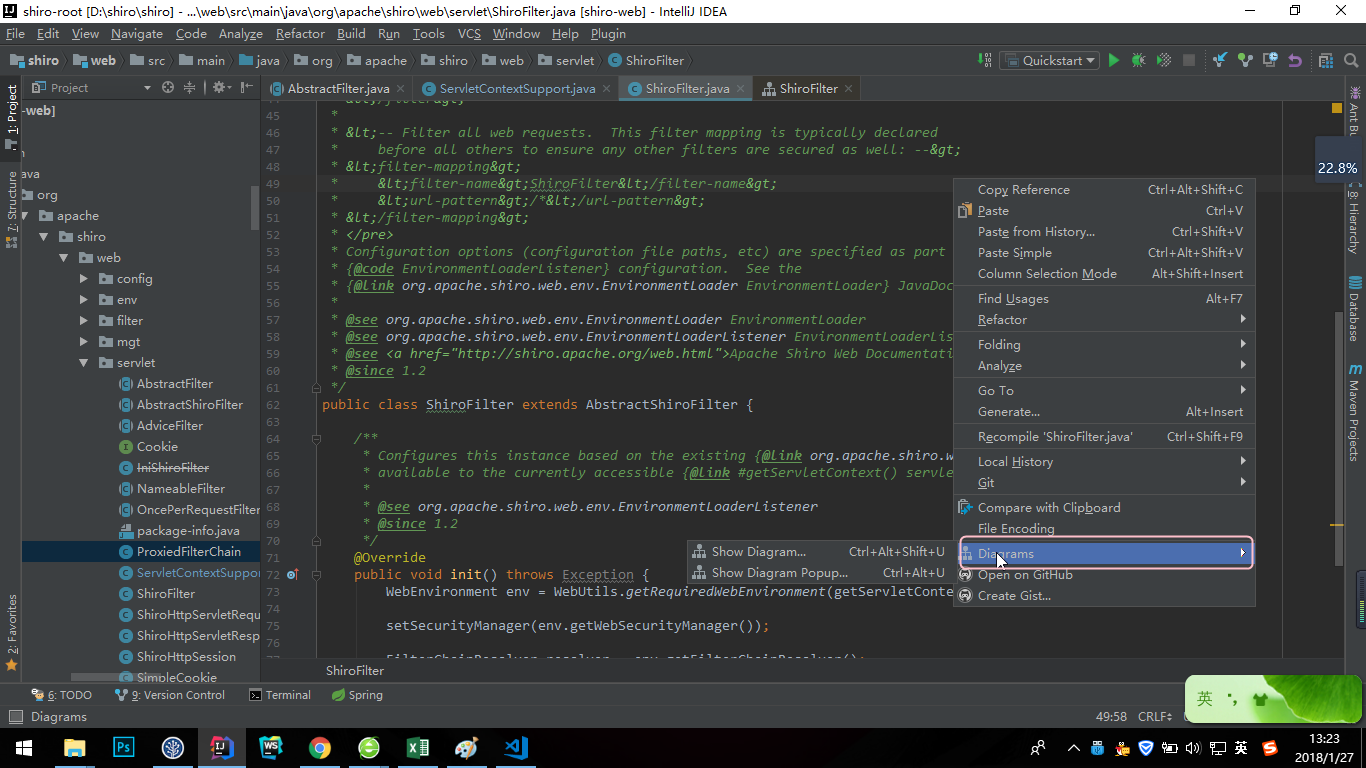 shiro-root [D:\shiro\shiro] - ...\web\src\main\java\org\apache\shiro\web\servlet\ShiroFilter.java [shiro-web] - IntelliJ IDEA
File Edit View Navigate Code Analyze Refactor Build Run Tools VCS Window Help Plugin
shiro web src main java org apache shiro web servlet ShiroFilter Quickstart
Project AbstractFilter.java ServletContextSupport.java ShiroFilter.java ShiroFilter
1: Project
Z: Structure
2: Favorites
-web]
ava
org
apache
shiro
web
config
env
filter
mgt
servlet
AbstractFilter
AbstractShiroFilter
AdviceFilter
Cookie
IniShiroFilter
NameableFilter
OncePerRequestFilter
package-info.java
ProxiedFilterChain
ServletContextSuppo
ShiroFilter
ShiroHttpServletRequ
ShiroHttpServletResp
ShiroHttpSession
SimpleCookie
45 *
46 * &lt;-- Filter all web requests.  This filter mapping is typically declared
47 *     before all others to ensure any other filters are secured as well: --&gt;
48 * &lt;filter-mapping&gt;
49 *     &lt;filter-name&gt;ShiroFilter&lt;/filter-name&gt;
50 *     &lt;url-pattern&gt;/*&lt;/url-pattern&gt;
51 * &lt;/filter-mapping&gt;
52 * </pre>
53 * Configuration options (configuration file paths, etc) are specified as part
54 * {@code EnvironmentLoaderListener} configuration.  See the
55 * {@link org.apache.shiro.web.env.EnvironmentLoader EnvironmentLoader} JavaDoc
56 *
57 * @see org.apache.shiro.web.env.EnvironmentLoader EnvironmentLoader
58 * @see org.apache.shiro.web.env.EnvironmentLoaderListener EnvironmentLoaderLis
59 * @see <a href="http://shiro.apache.org/web.html">Apache Shiro Web Documentati
60 * @since 1.2
61 */
62 public class ShiroFilter extends AbstractShiroFilter {
63
64 /**
65 * Configures this instance based on the existing {@link org.apache.shiro.w
66 * available to the currently accessible {@link #getServletContext() servle
67 *
68 * @see org.apache.shiro.web.env.EnvironmentLoaderListener
69 * @since 1.2
70 */
71 @Override
72 public void init() throws Exception {
73 WebEnvironment env = WebUtils.getRequiredWebEnvironment(getServletConte
74
75 setSecurityManager(env.getWebSecurityManager());
76
ShiroFilter
Copy Reference Ctrl+Alt+Shift+C
Paste Ctrl+V
Paste from History... Ctrl+Shift+V
Paste Simple Ctrl+Alt+Shift+V
Column Selection Mode Alt+Shift+Insert
Find Usages Alt+F7
Refactor
Folding
Analyze
Go To
Generate... Alt+Insert
Recompile 'ShiroFilter.java' Ctrl+Shift+F9
Local History
Git
Compare with Clipboard
File Encoding
Diagrams
Open on GitHub
Create Gist...
Show Diagram... Ctrl+Alt+Shift+U
Show Diagram Popup... Ctrl+Alt+U
Ant Bu
22.8%
8: Hierarchy
Database
Maven Projects
6: TODO 9: Version Control Terminal Spring
英
Diagrams 49:58 CRLF
英
13:23
2018/1/27